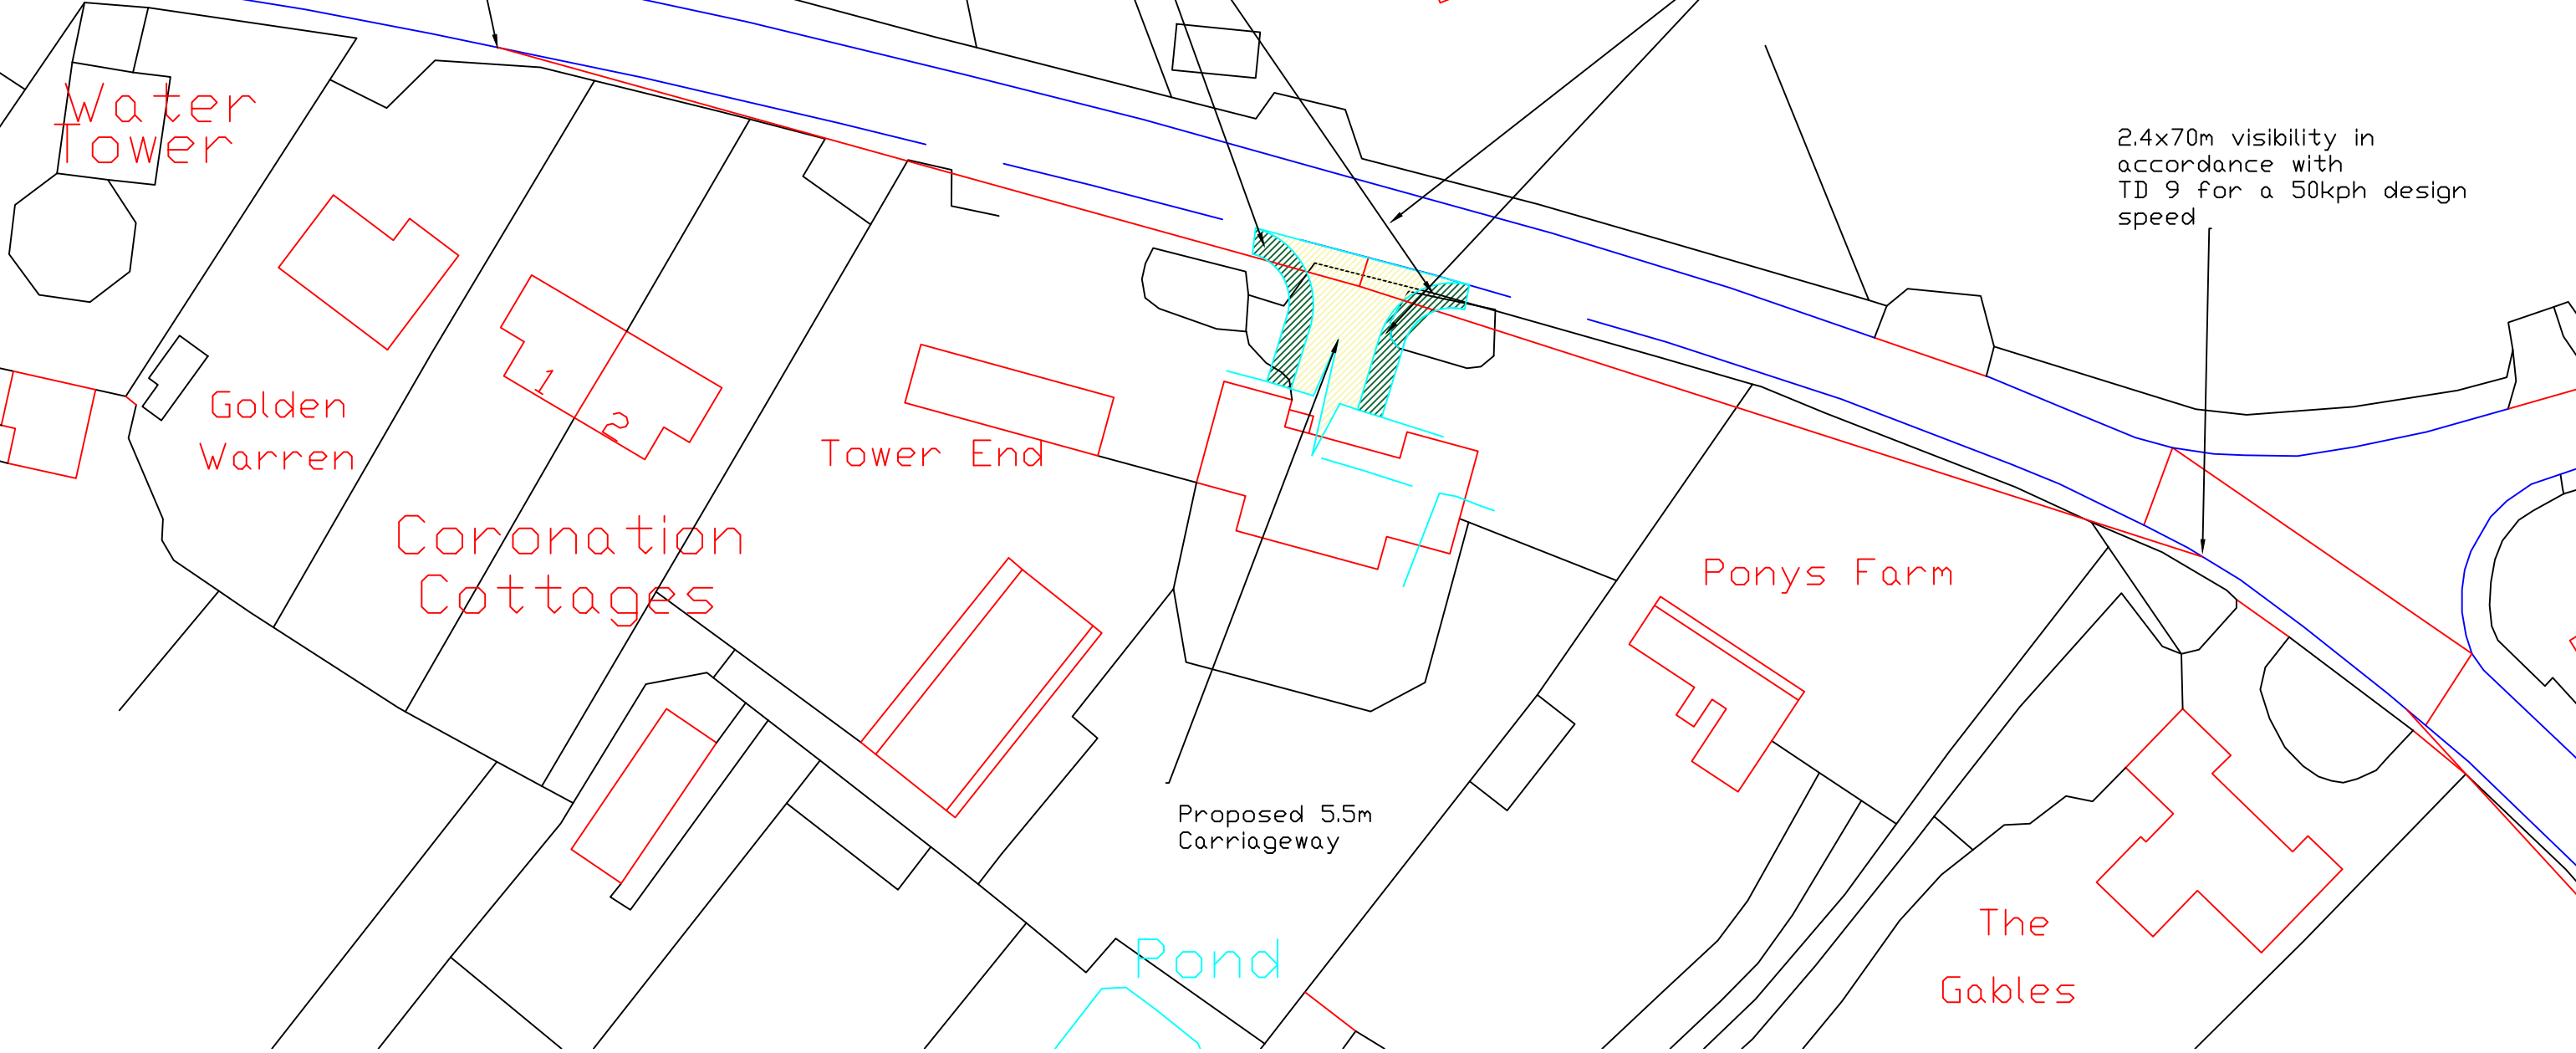 Water
Tower
2.4x70m visibility in
accordance with
TD 9 for a 50kph design
speed
Golden
Warren
1
2
Tower End
Coronation
Cottages
Ponys Farm
Proposed 5.5m
Carriageway
Pond
The
Gables